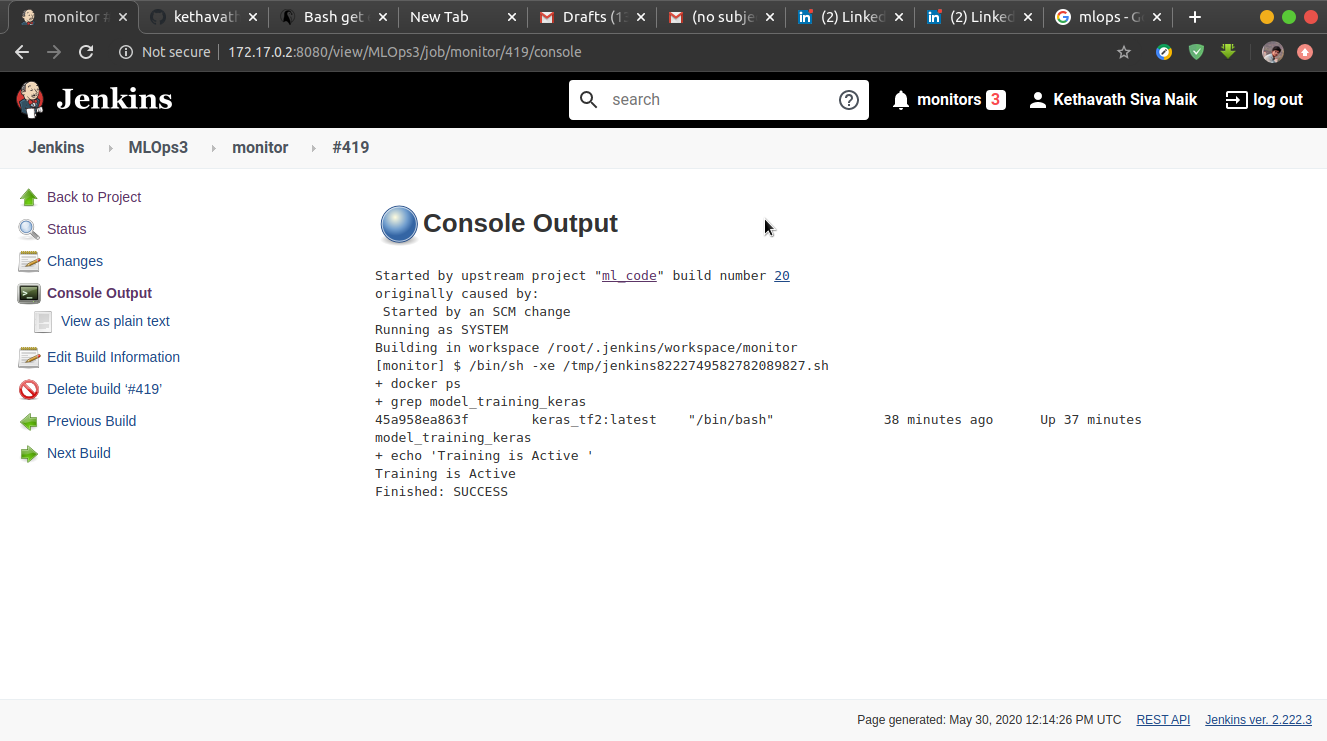 monitor #
kethavath
Bash get
New Tab
Drafts (13
(no subje
(2) Linked
(2) Linked
mlops - Go
Not secure
172.17.0.2:8080/view/MLOps3/job/monitor/419/console
Jenkins
search
monitors 3
Kethavath Siva Naik
log out
Jenkins
MLOps3
monitor
#419
Back to Project
Status
Changes
Console Output
View as plain text
Edit Build Information
Delete build ‘#419’
Previous Build
Next Build
Console Output
Started by upstream project "ml_code" build number 20
originally caused by:
Started by an SCM change
Running as SYSTEM
Building in workspace /root/.jenkins/workspace/monitor
[monitor] $ /bin/sh -xe /tmp/jenkins8222749582782089827.sh
+ docker ps
+ grep model_training_keras
45a958ea863f keras_tf2:latest "/bin/bash" 38 minutes ago Up 37 minutes
model_training_keras
+ echo 'Training is Active '
Training is Active
Finished: SUCCESS
Page generated: May 30, 2020 12:14:26 PM UTC
REST API
Jenkins ver. 2.222.3